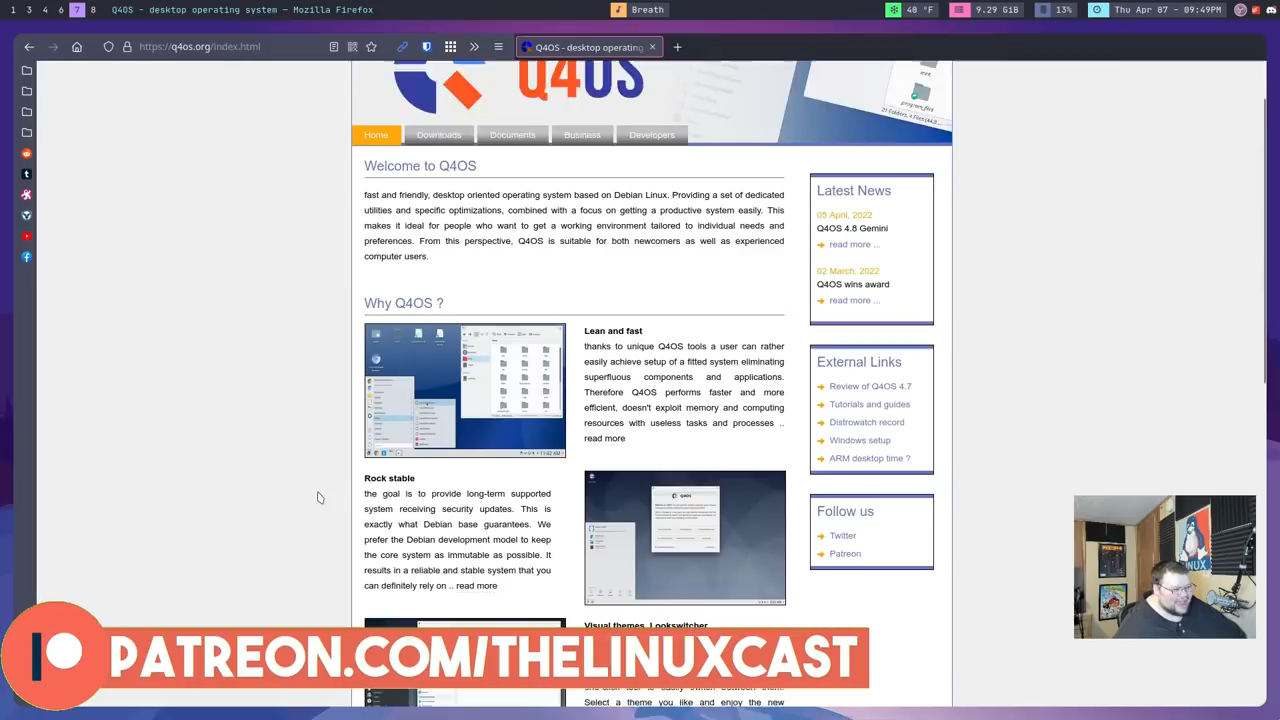 1 3 4 6 7 8 Q4OS - desktop operating system — Mozilla Firefox
Breath
40 °F
9.29 GiB
13%
Thu Apr 07 - 09:49PM
https://q4os.org/index.html
Q4OS - desktop operating
Q4OS
Home
Downloads
Documents
Business
Developers
Welcome to Q4OS
fast and friendly, desktop oriented operating system based on Debian Linux. Providing a set of dedicated
utilities and specific optimizations, combined with a focus on getting a productive system easily. This
makes it ideal for people who want to get a working environment tailored to individual needs and
preferences. From this perspective, Q4OS is suitable for both newcomers as well as experienced
computer users.
Why Q4OS ?
Lean and fast
thanks to unique Q4OS tools a user can rather
easily achieve setup of a fitted system eliminating
superfluous components and applications.
Therefore Q4OS performs faster and more
efficient, doesn't exploit memory and computing
resources with useless tasks and processes ..
read more
Rock stable
the goal is to provide long-term supported
system receiving security updates. This is
exactly what Debian base guarantees. We
prefer the Debian development model to keep
the core system as immutable as possible. It
results in a reliable and stable system that you
can definitely rely on .. read more
Visual themes, Lookswitcher
Select a theme you like and enjoy the new
Latest News
05 April, 2022
Q4OS 4.8 Gemini
read more ...
02 March, 2022
Q4OS wins award
read more ...
External Links
Review of Q4OS 4.7
Tutorials and guides
Distrowatch record
Windows setup
ARM desktop time ?
Follow us
Twitter
Patreon
LINUX
PATREON.COM/THELINUXCAST